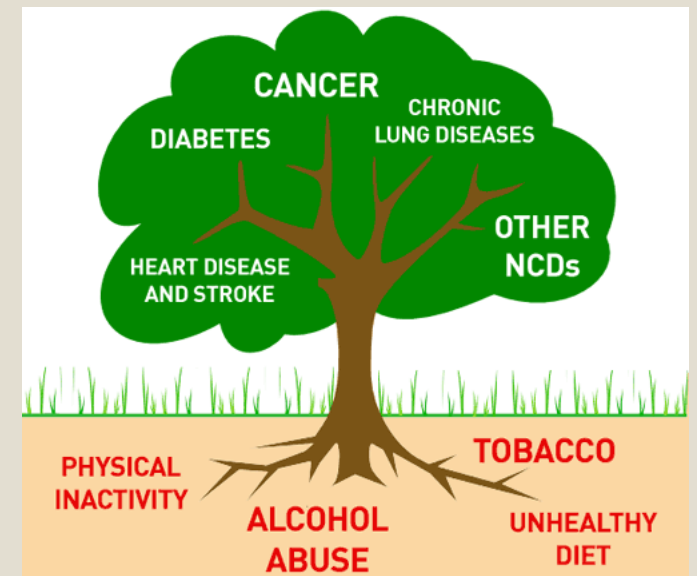 CANCER
CHRONIC
LUNG DISEASES
DIABETES
OTHER
NCDs
HEART DISEASE
AND STROKE
TOBACCO
PHYSICAL
INACTIVITY
ALCOHOL
ABUSE
UNHEALTHY
DIET